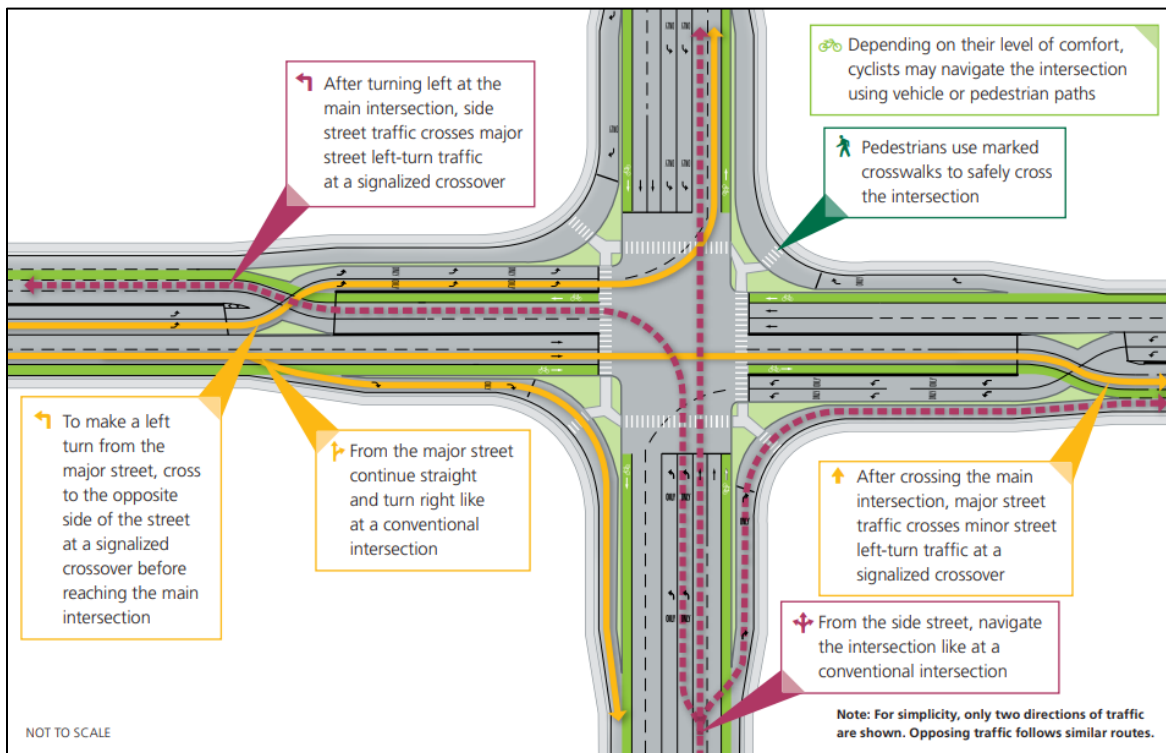 After turning left at the
main intersection, side
street traffic crosses major
street left-turn traffic
at a signalized crossover
Depending on their level of comfort,
cyclists may navigate the intersection
using vehicle or pedestrian paths
Pedestrians use marked
crosswalks to safely cross
the intersection
To make a left
turn from the
major street, cross
to the opposite
side of the street
at a signalized
crossover before
reaching the main
intersection
From the major street
continue straight
and turn right like
at a conventional
intersection
After crossing the main
intersection, major street
traffic crosses minor street
left-turn traffic at a
signalized crossover
From the side street, navigate
the intersection like at a
conventional intersection
NOT TO SCALE
Note: For simplicity, only two directions of traffic
are shown. Opposing traffic follows similar routes.
ONLY
ONLY
ONLY
ONLY